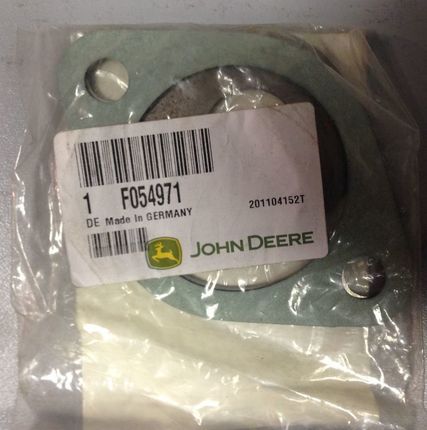 1 F054971
DE Made In GERMANY
201104152T
JOHN DEERE